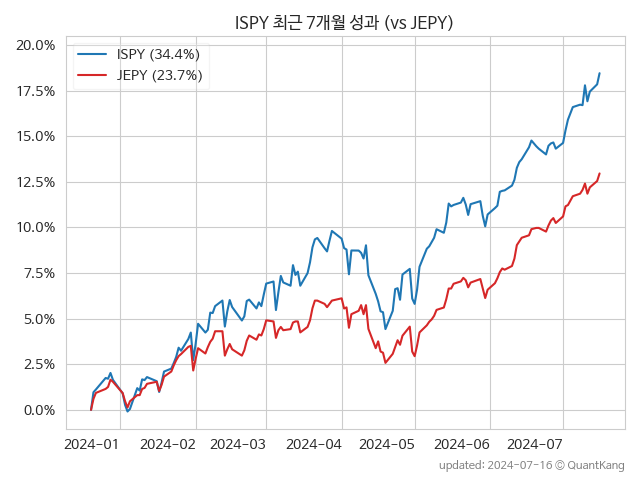 ISPY 최근 7개월 성과 (vs JEPY)
20.0%
17.5%
15.0%
12.5%
10.0%
7.5%
5.0%
2.5%
0.0%
ISPY (34.4%)
JEPY (23.7%)
2024-01 2024-02 2024-03 2024-04 2024-05 2024-06 2024-07
updated: 2024-07-16 © QuantKang